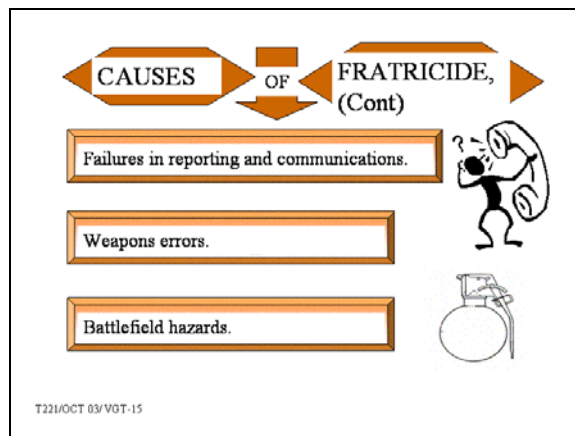 CAUSES OF FRATRICIDE,
(Cont)
?
Failures in reporting and communications.
Weapons errors.
Battlefield hazards.
T221/OCT 03/ VGT-15